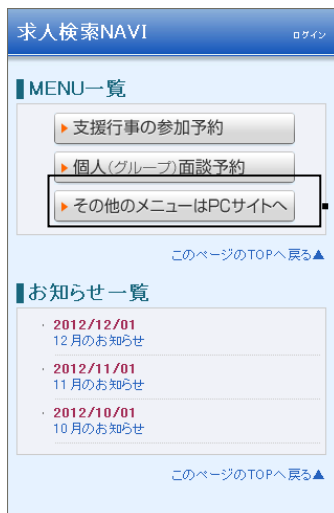 求人検索NAVI
ログイン
MENU一覧
支援行事の参加予約
個人(グループ)面談予約
その他のメニューはPCサイトへ
このページのTOPへ戻る▲
お知らせ一覧
・ 2012/12/01
12月のお知らせ
・ 2012/11/01
11月のお知らせ
・ 2012/10/01
10月のお知らせ
このページのTOPへ戻る▲